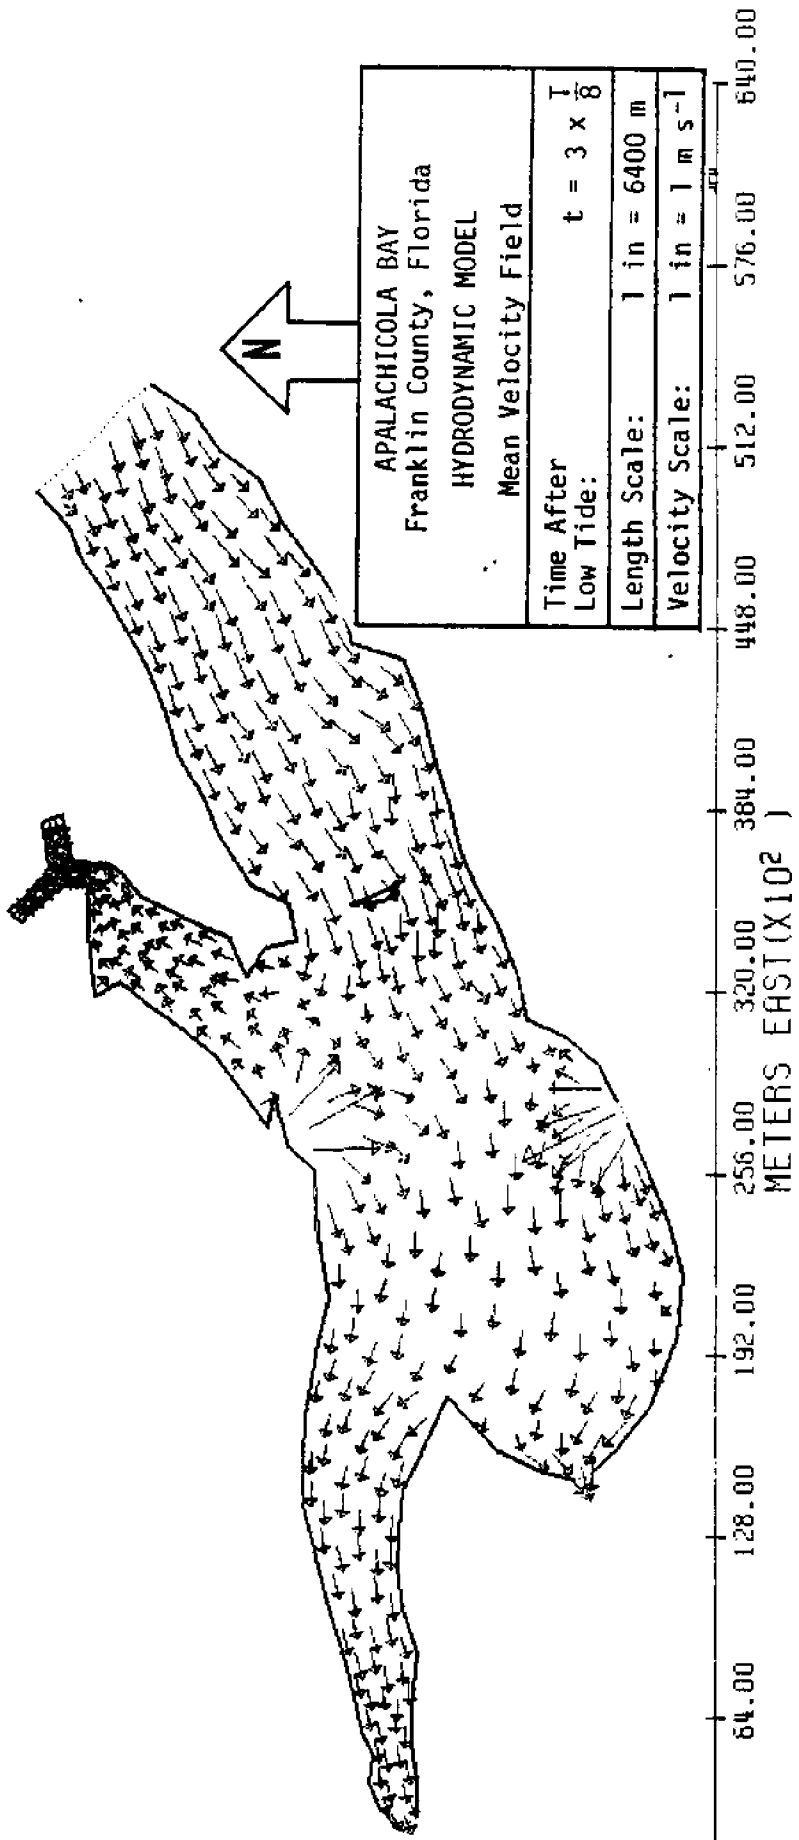 N
APALACHICOLA BAY
Franklin County, Florida
HYDRODYNAMIC MODEL
Mean Velocity Field
Time After
Low Tide: t = 3 x T/8
Length Scale: 1 in = 6400 m
Velocity Scale: 1 in = 1 m s⁻¹
64.00 128.00 192.00 256.00 320.00 384.00 448.00 512.00 576.00 640.00
METERS EAST(X10² )